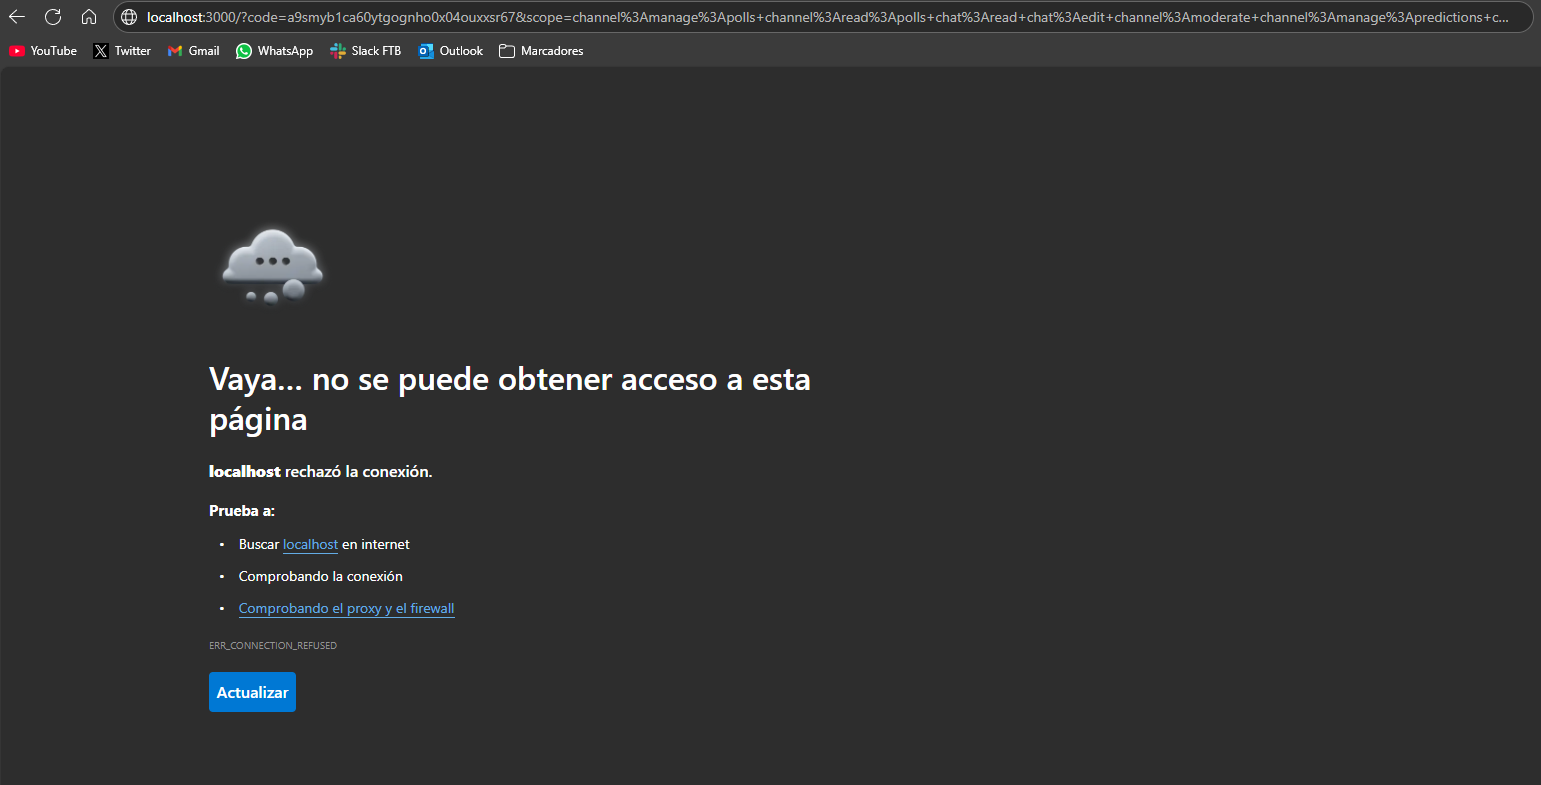 localhost:3000/?code=a9smyb1ca60ytgognho0x04ouxxsr67&scope=channel%3Amanage%3Apolls+channel%3Aread%3Apolls+chat%3Aread+chat%3Aedit+channel%3Amoderate+channel%3Amanage%3Apredictions+c...
YouTube Twitter Gmail WhatsApp Slack FTB Outlook Marcadores
Vaya... no se puede obtener acceso a esta
página
localhost rechazó la conexión.
Prueba a:
• Buscar localhost en internet
• Comprobando la conexión
• Comprobando el proxy y el firewall
ERR_CONNECTION_REFUSED
Actualizar